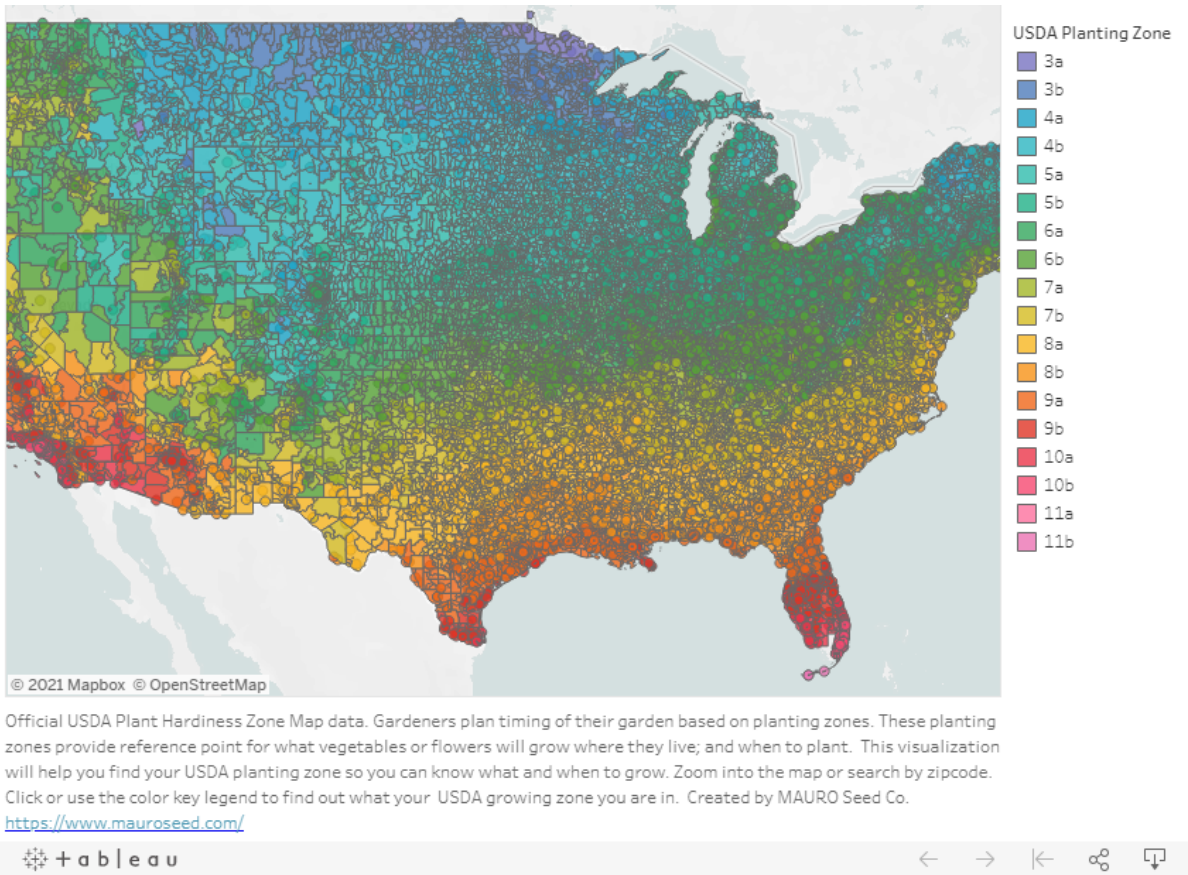 USDA Planting Zone
3a
3b
4a
4b
5a
5b
6a
6b
7a
7b
8a
8b
9a
9b
10a
10b
11a
11b
© 2021 Mapbox © OpenStreetMap
Official USDA Plant Hardiness Zone Map data. Gardeners plan timing of their garden based on planting zones. These planting
zones provide reference point for what vegetables or flowers will grow where they live; and when to plant.  This visualization
will help you find your USDA planting zone so you can know what and when to grow. Zoom into the map or search by zipcode.
Click or use the color key legend to find out what your  USDA growing zone you are in.  Created by MAURO Seed Co.
https://www.mauroseed.com/
+ a b | e a u